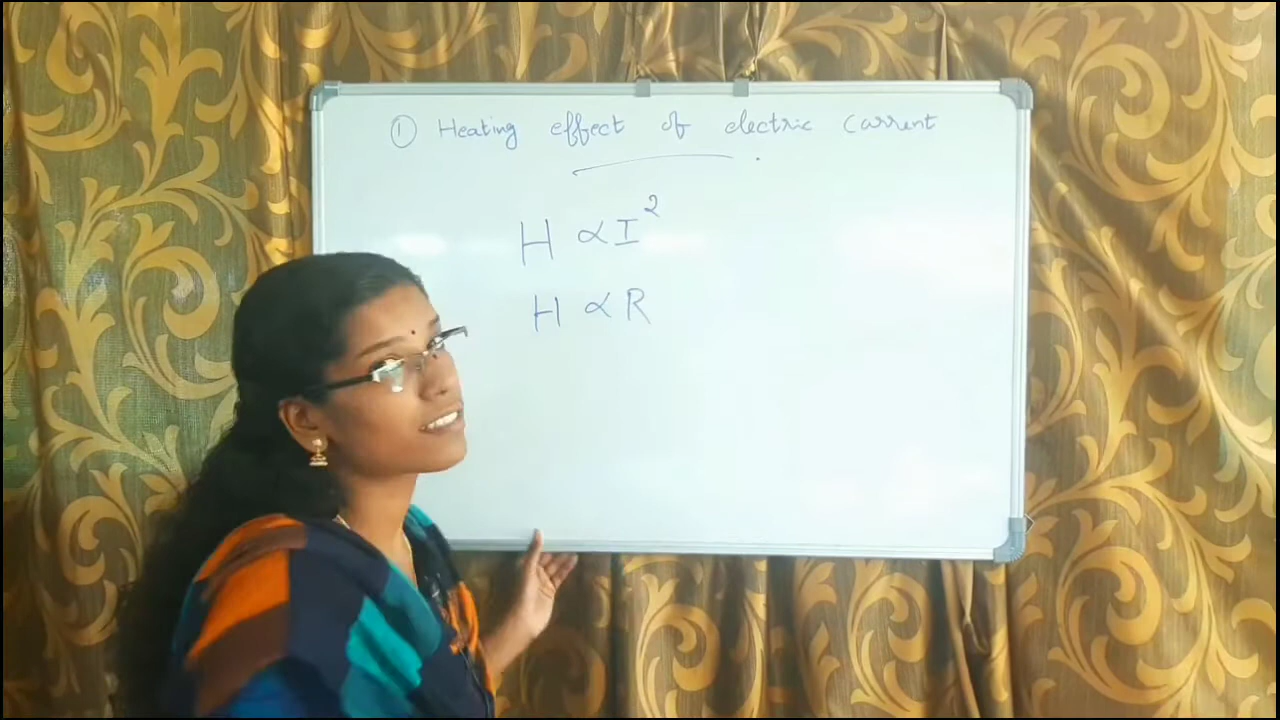 ① Heating effect of electric current
H ∝ I²
H ∝ R